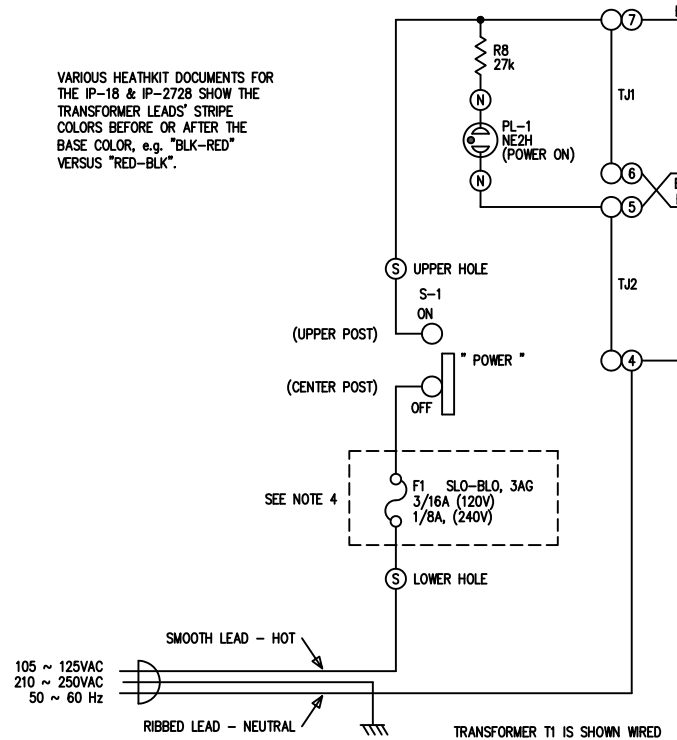 7
R8
27k
VARIOUS HEATHKIT DOCUMENTS FOR
THE IP-18 & IP-2728 SHOW THE
TRANSFORMER LEADS' STRIPE
COLORS BEFORE OR AFTER THE
BASE COLOR, e.g. "BLK-RED"
VERSUS "RED-BLK".
N
TJ1
PL-1
NE2H
(POWER ON)
6
N
5
S UPPER HOLE
TJ2
S-1
ON
(UPPER POST)
" POWER "
4
(CENTER POST)
OFF
SEE NOTE 4
F1 SLO-BLO, 3AG
3/16A (120V)
1/8A, (240V)
S LOWER HOLE
SMOOTH LEAD - HOT
105 ~ 125VAC
210 ~ 250VAC
50 ~ 60 Hz
RIBBED LEAD - NEUTRAL
TRANSFORMER T1 IS SHOWN WIRED